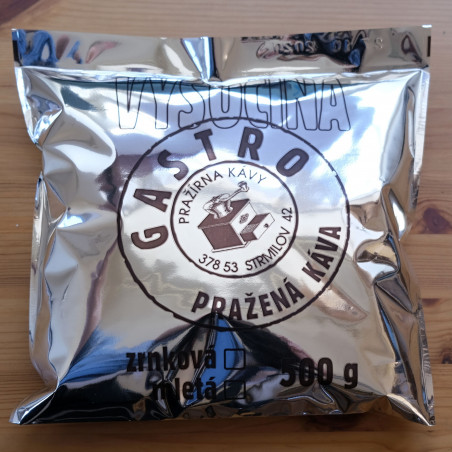 VYSOČINA
GASTRO
PRAŽÍRNA KÁVY
378 53 STRMILOV 42
PRAŽENÁ KÁVA
zrnková
mletá
500 g